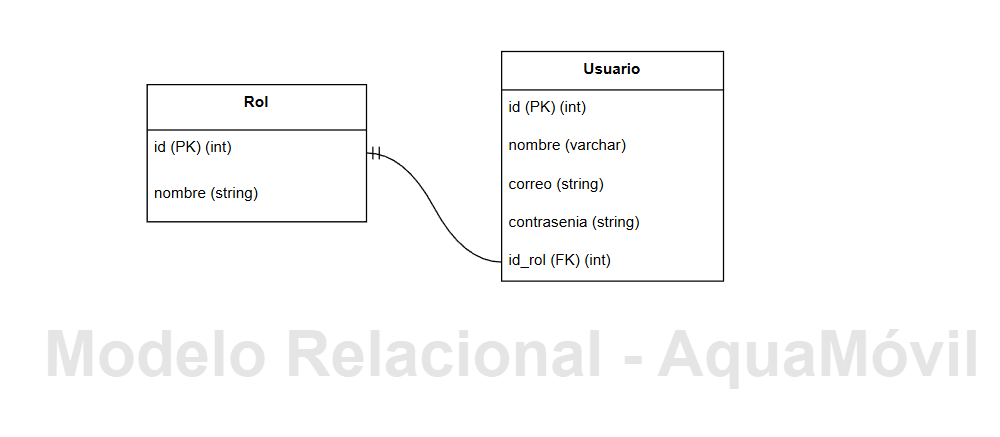 Rol
id (PK) (int)
nombre (string)
Usuario
id (PK) (int)
nombre (varchar)
correo (string)
contrasenia (string)
id_rol (FK) (int)
Modelo Relacional - AquaMóvil